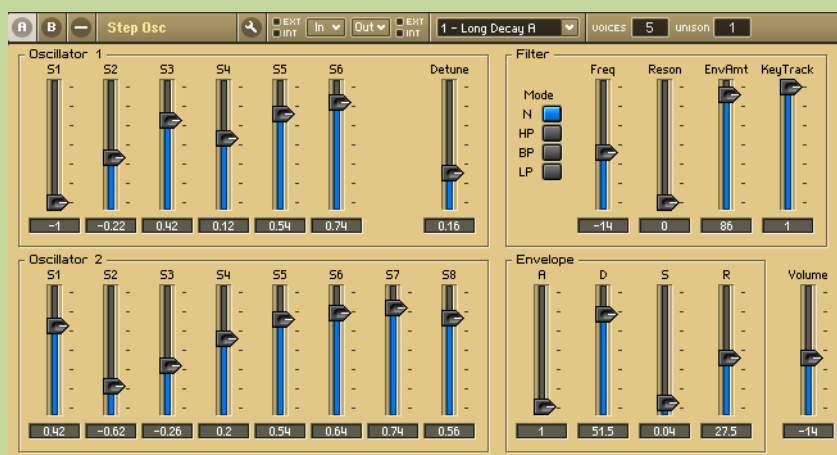 A B Step Osc EXT INT In Out EXT INT 1 - Long Decay A VOICES 5 UNISON 1
Oscillator 1
S1 S2 S3 S4 S5 S6 Detune
-1 -0.22 0.42 0.12 0.54 0.74 0.16
Filter
Freq Reson EnvAmt KeyTrack
Mode
N
HP
BP
LP
-14 0 86 1
Oscillator 2
S1 S2 S3 S4 S5 S6 S7 S8
0.42 -0.62 -0.26 0.2 0.54 0.64 0.74 0.56
Envelope
A D S R
1 51.5 0.04 27.5
Volume
-14